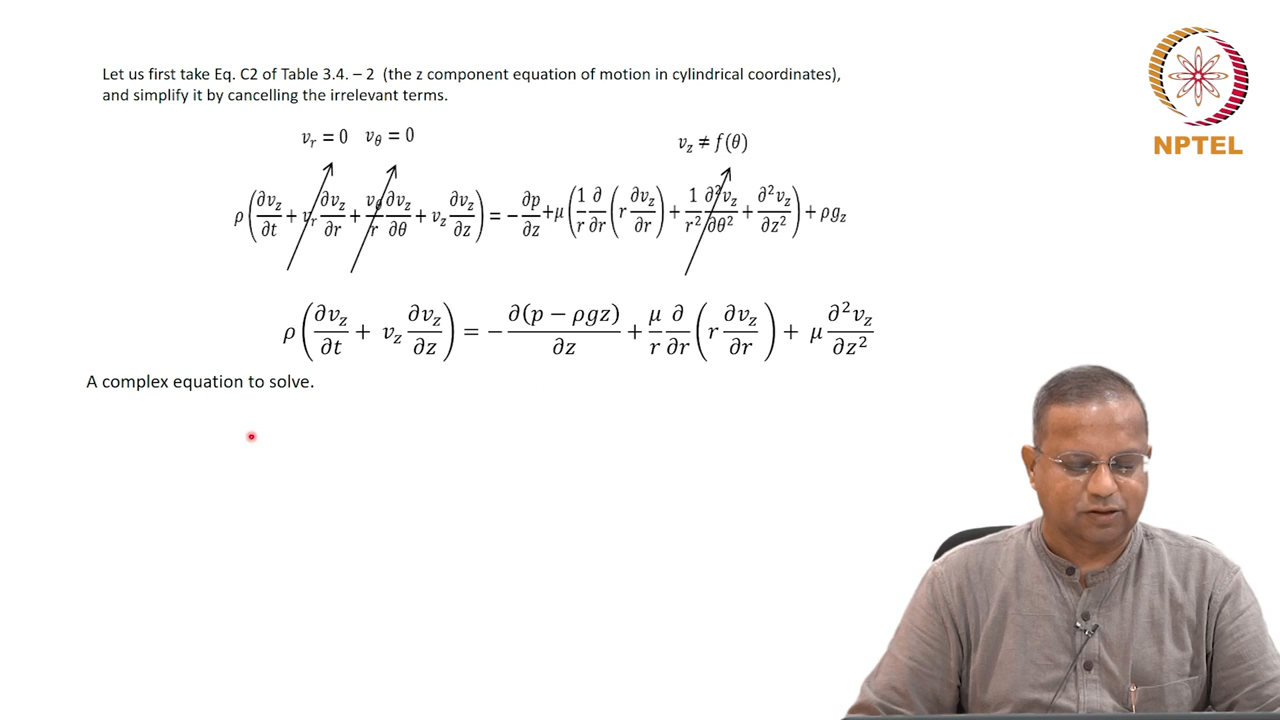 Let us first take Eq. C2 of Table 3.4. – 2 (the z component equation of motion in cylindrical coordinates),
and simplify it by cancelling the irrelevant terms.
v_r = 0 v_θ = 0 v_z ≠ f(θ)
ρ(∂v_z/∂t + v_r ∂v_z/∂r + v_θ/r ∂v_z/∂θ + v_z ∂v_z/∂z) = −∂p/∂z + μ(1/r ∂/∂r (r ∂v_z/∂r) + 1/r² ∂²v_z/∂θ² + ∂²v_z/∂z²) + ρg_z
ρ(∂v_z/∂t + v_z ∂v_z/∂z) = −∂(p − ρgz)/∂z + μ/r ∂/∂r (r ∂v_z/∂r) + μ ∂²v_z/∂z²
A complex equation to solve.
NPTEL